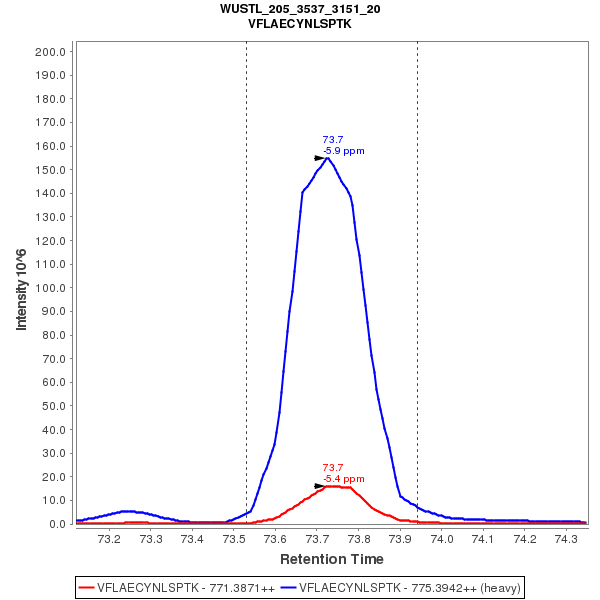 WUSTL_205_3537_3151_20
VFLAECYNLSPTK
200.0
190.0
180.0
170.0
160.0
150.0
140.0
130.0
120.0
110.0
100.0
90.0
80.0
70.0
60.0
50.0
40.0
30.0
20.0
10.0
0.0
Intensity 10^6
73.7
-5.9 ppm
73.7
-5.4 ppm
73.2 73.3 73.4 73.5 73.6 73.7 73.8 73.9 74.0 74.1 74.2 74.3
Retention Time
VFLAECYNLSPTK - 771.3871++ VFLAECYNLSPTK - 775.3942++ (heavy)